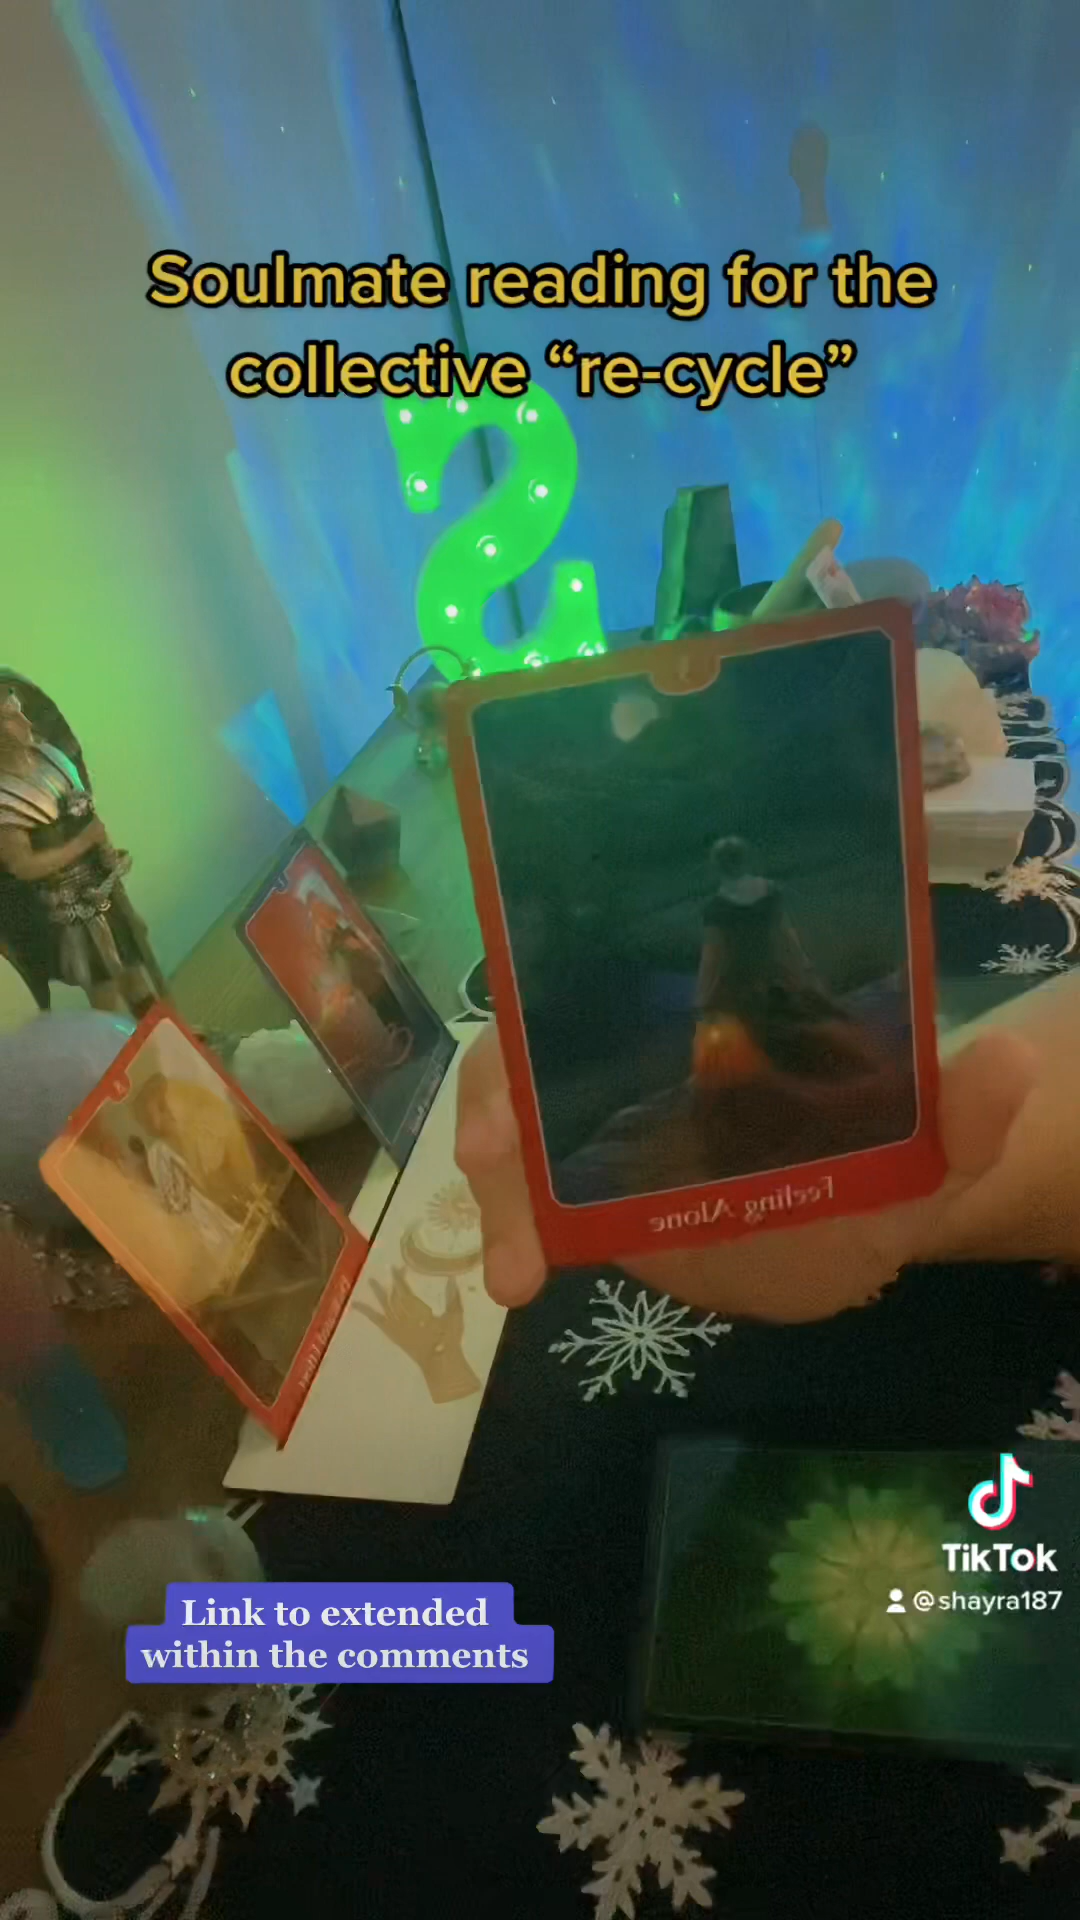 Soulmate reading for the
collective “re-cycle”
Feeling Alone
Link to extended
within the comments
TikTok
@shayra187